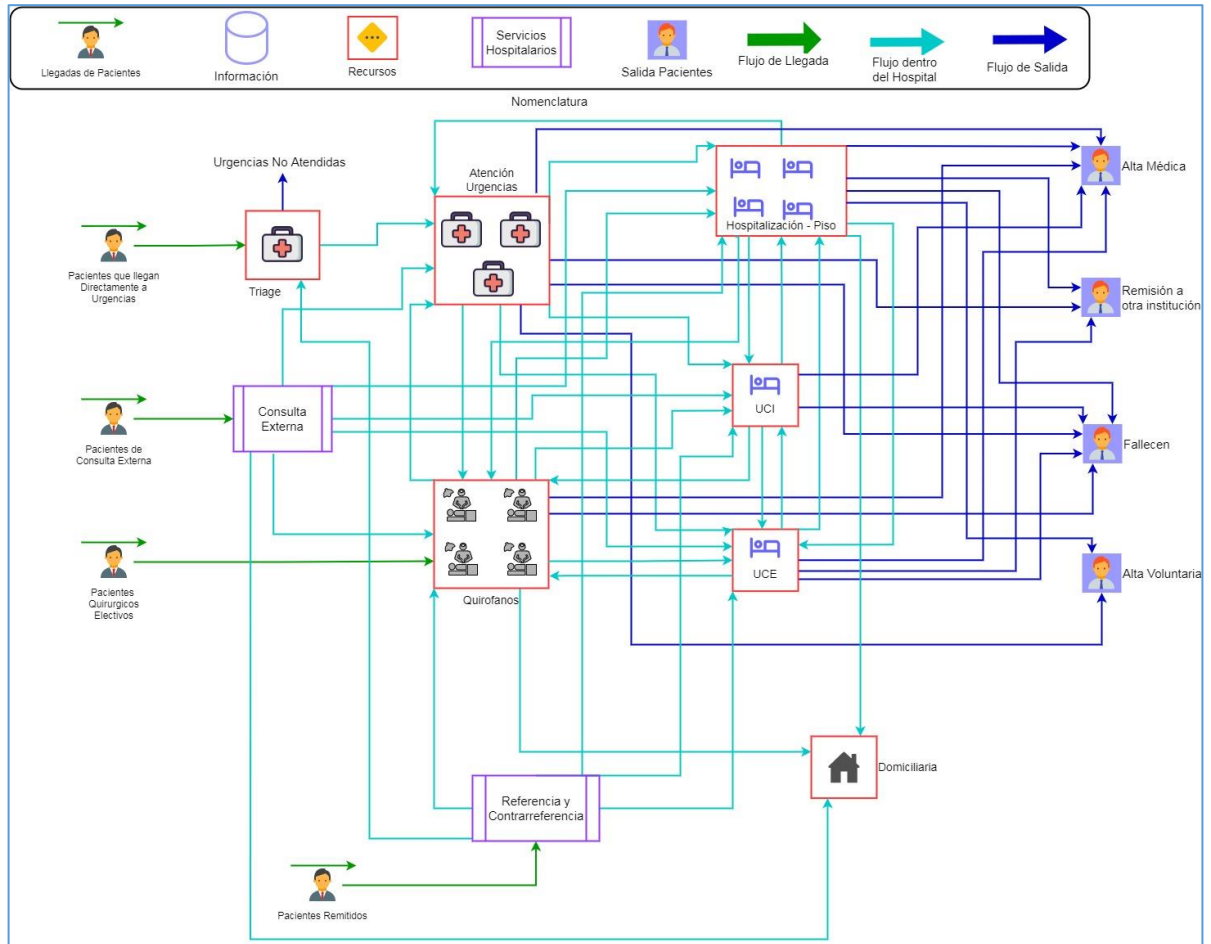 Llegadas de Pacientes
Información
Recursos
Servicios
Hospitalarios
Salida Pacientes
Flujo de Llegada
Flujo dentro
del Hospital
Flujo de Salida
Nomenclatura
Urgencias No Atendidas
Atención
Urgencias
Hospitalización - Piso
Alta Médica
Pacientes que llegan
Directamente a
Urgencias
Triage
Remisión a
otra institución
Pacientes de
Consulta Externa
Consulta
Externa
UCI
Fallecen
Pacientes
Quirurgicos
Electivos
Quirofanos
UCE
Alta Voluntaria
Domiciliaria
Referencia y
Contrarreferencia
Pacientes Remitidos